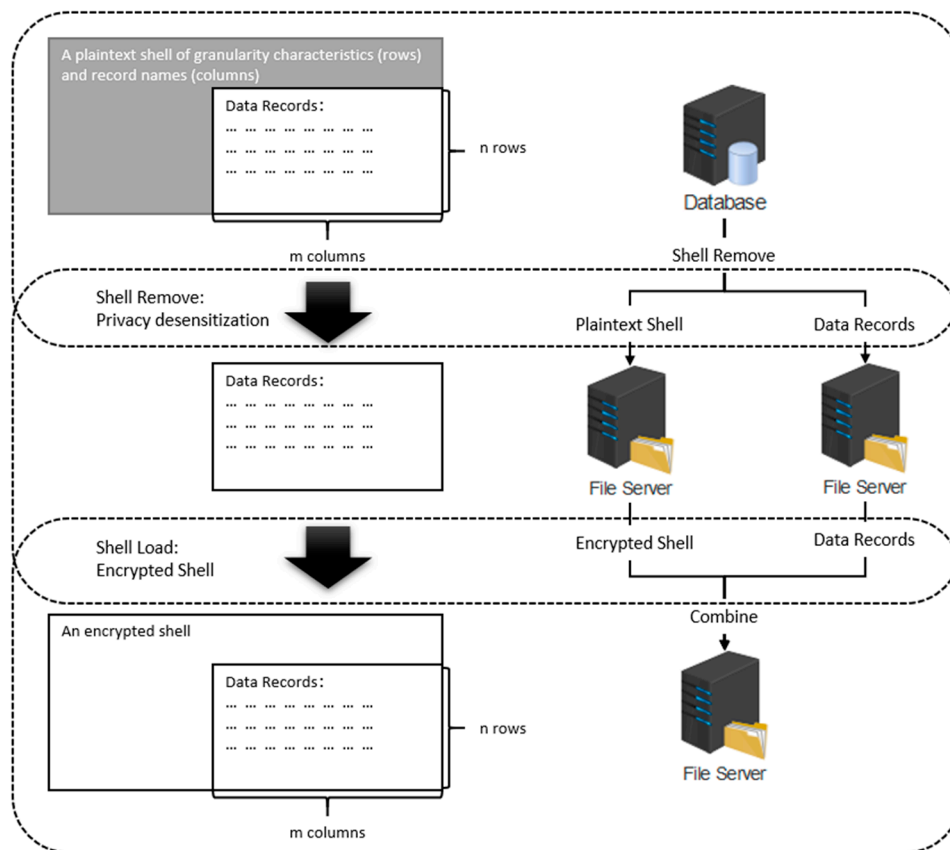 A plaintext shell of granularity characteristics (rows)
and record names (columns)
Data Records:
... ... ... ... ... ... ... ...
... ... ... ... ... ... ... ...
... ... ... ... ... ... ... ...
n rows
m columns
Database
Shell Remove
Shell Remove:
Privacy desensitization
Plaintext Shell
Data Records
Data Records:
... ... ... ... ... ... ... ...
... ... ... ... ... ... ... ...
... ... ... ... ... ... ... ...
File Server
File Server
Shell Load:
Encrypted Shell
Encrypted Shell
Data Records
Combine
An encrypted shell
Data Records:
... ... ... ... ... ... ... ...
... ... ... ... ... ... ... ...
... ... ... ... ... ... ... ...
n rows
m columns
File Server